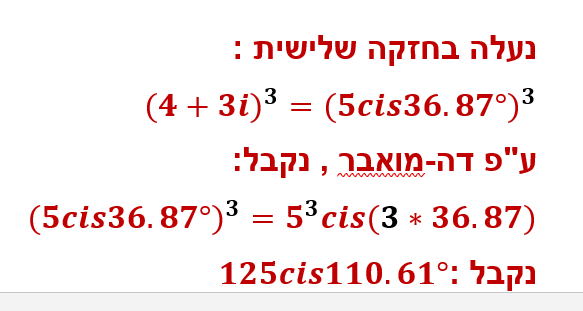 נעלה בחזקה שלישית :
(4 + 3i)³ = (5cis36.87°)³
ע"פ דה-מואבר , נקבל:
(5cis36.87°)³ = 5³cis(3 * 36.87)
נקבל :125cis110.61°